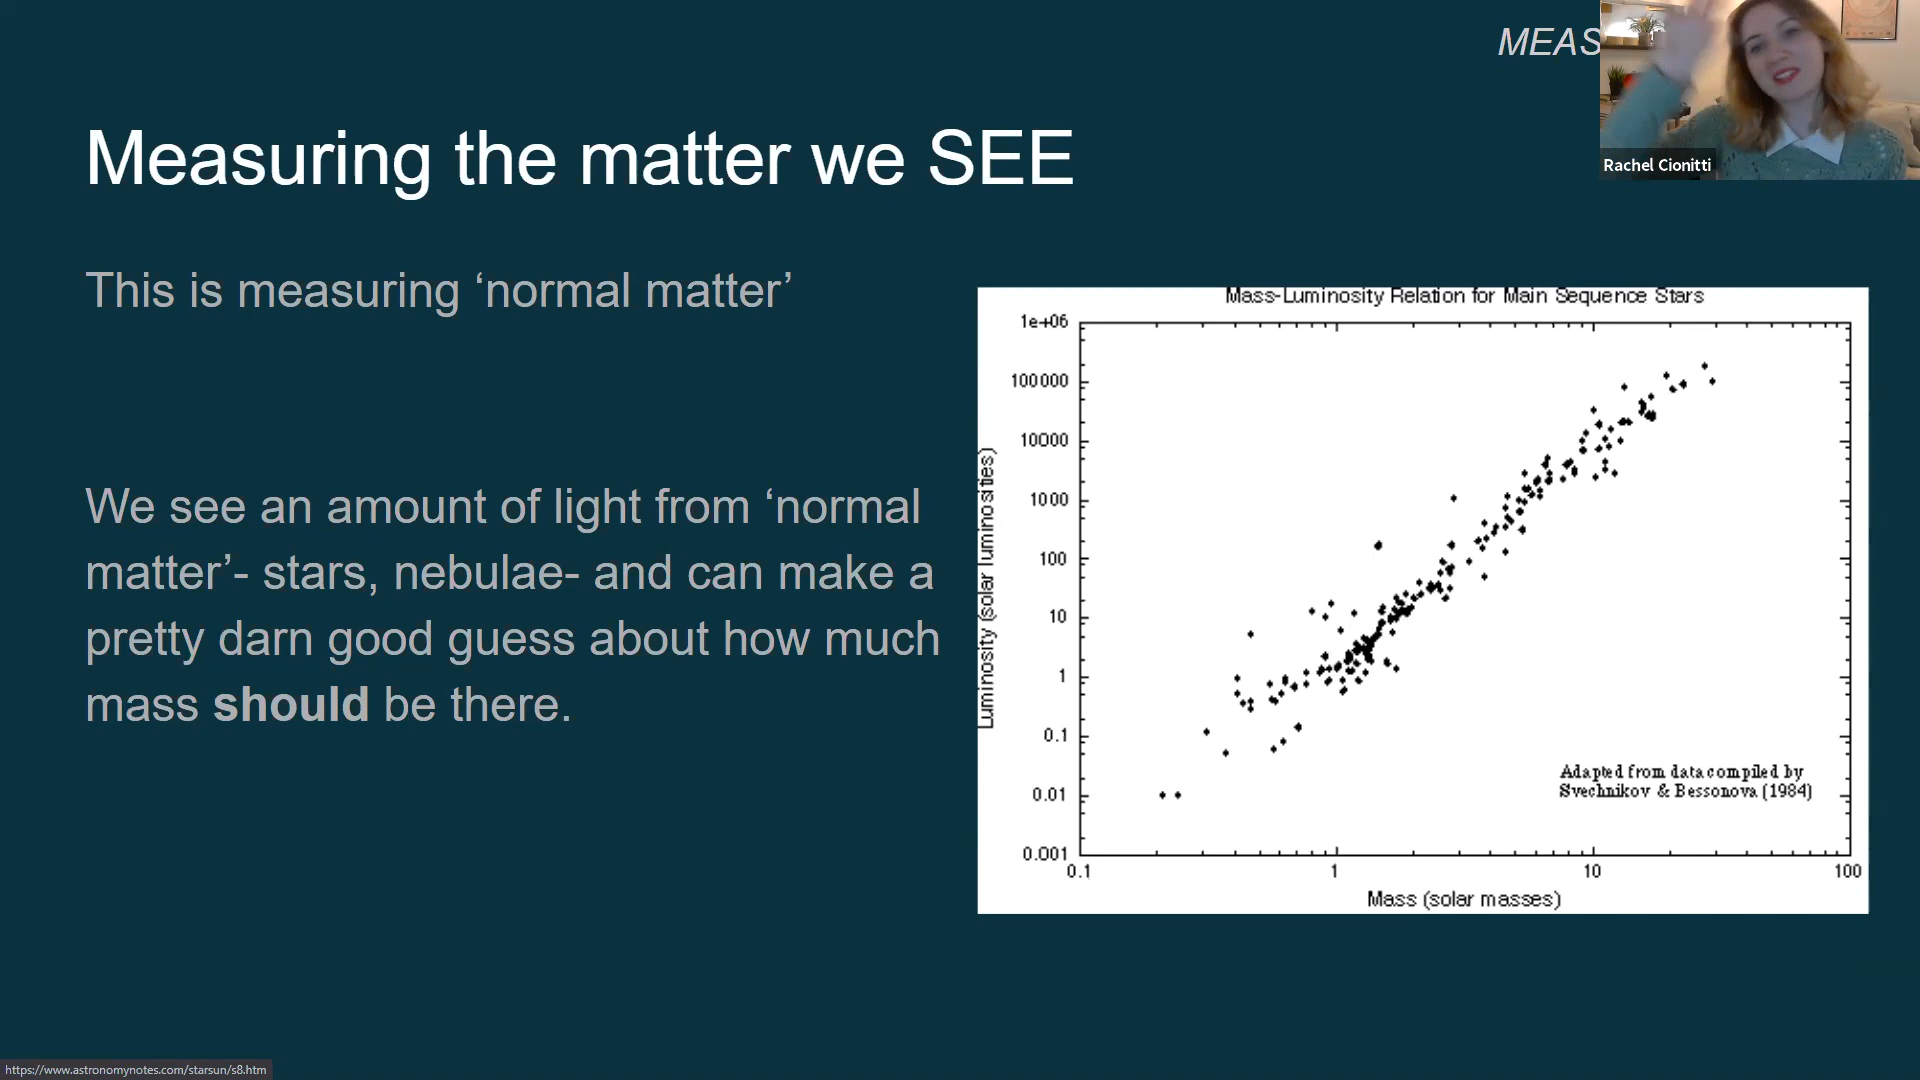 MEAS
Rachel Cionitti
Measuring the matter we SEE
This is measuring ‘normal matter’
We see an amount of light from ‘normal
matter’- stars, nebulae- and can make a
pretty darn good guess about how much
mass should be there.
Mass-Luminosity Relation for Main Sequence Stars
Luminosity (solar luminosities)
1e+06
100000
10000
1000
100
10
1
0.1
0.01
0.001
Adapted from data compiled by
Svechnikov & Bessonova (1984)
0.1 1 10 100
Mass (solar masses)
https://www.astronomynotes.com/starsun/s8.htm